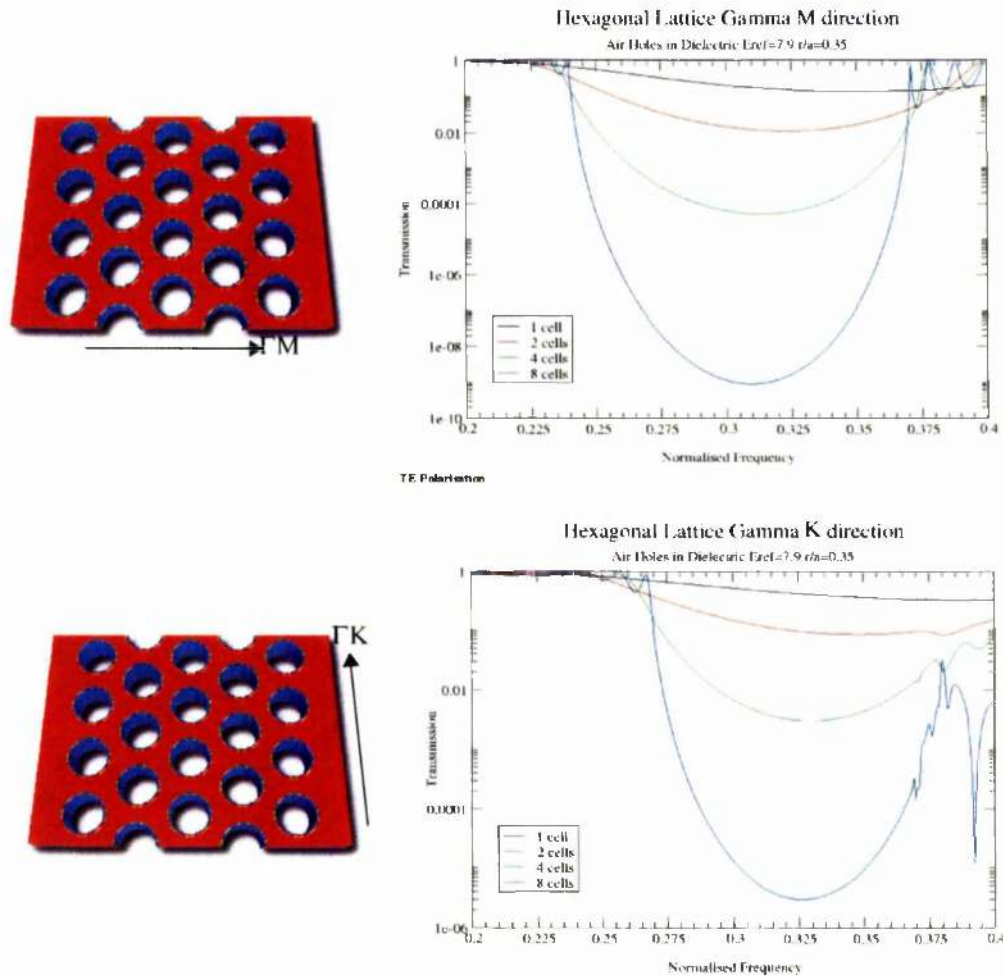 Hexagonal Lattice Gamma M direction
Air Holes in Dielectric Eref=7.9 r/a=0.35
1
0.01
0.0001
1e-06
1e-08
1e-10
Transmission
1 cell
2 cells
4 cells
8 cells
0.2 0.225 0.25 0.275 0.3 0.325 0.35 0.375 0.4
Normalised Frequency
ΓM
TE Polarisation
Hexagonal Lattice Gamma K direction
Air Holes in Dielectric Eref=7.9 r/a=0.35
1
0.01
0.0001
1e-06
Transmission
1 cell
2 cells
4 cells
8 cells
0.2 0.225 0.25 0.275 0.3 0.325 0.35 0.375 0.4
Normalised Frequency
ΓK